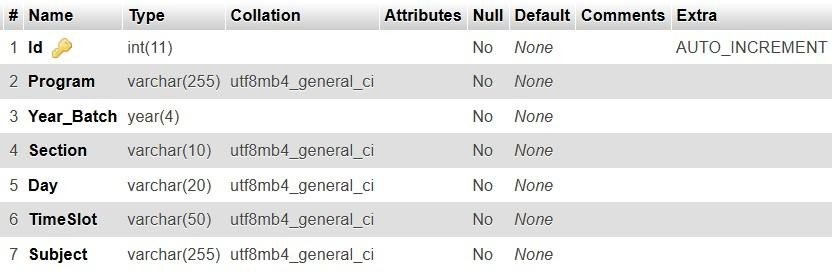 # Name Type Collation Attributes Null Default Comments Extra
1 Id int(11) No None AUTO_INCREMENT
2 Program varchar(255) utf8mb4_general_ci No None
3 Year_Batch year(4) No None
4 Section varchar(10) utf8mb4_general_ci No None
5 Day varchar(20) utf8mb4_general_ci No None
6 TimeSlot varchar(50) utf8mb4_general_ci No None
7 Subject varchar(255) utf8mb4_general_ci No None